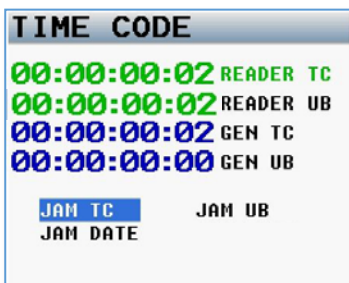 TIME CODE
00:00:00:02 READER TC
00:00:00:02 READER UB
00:00:00:02 GEN TC
00:00:00:00 GEN UB
JAM TC JAM UB
JAM DATE